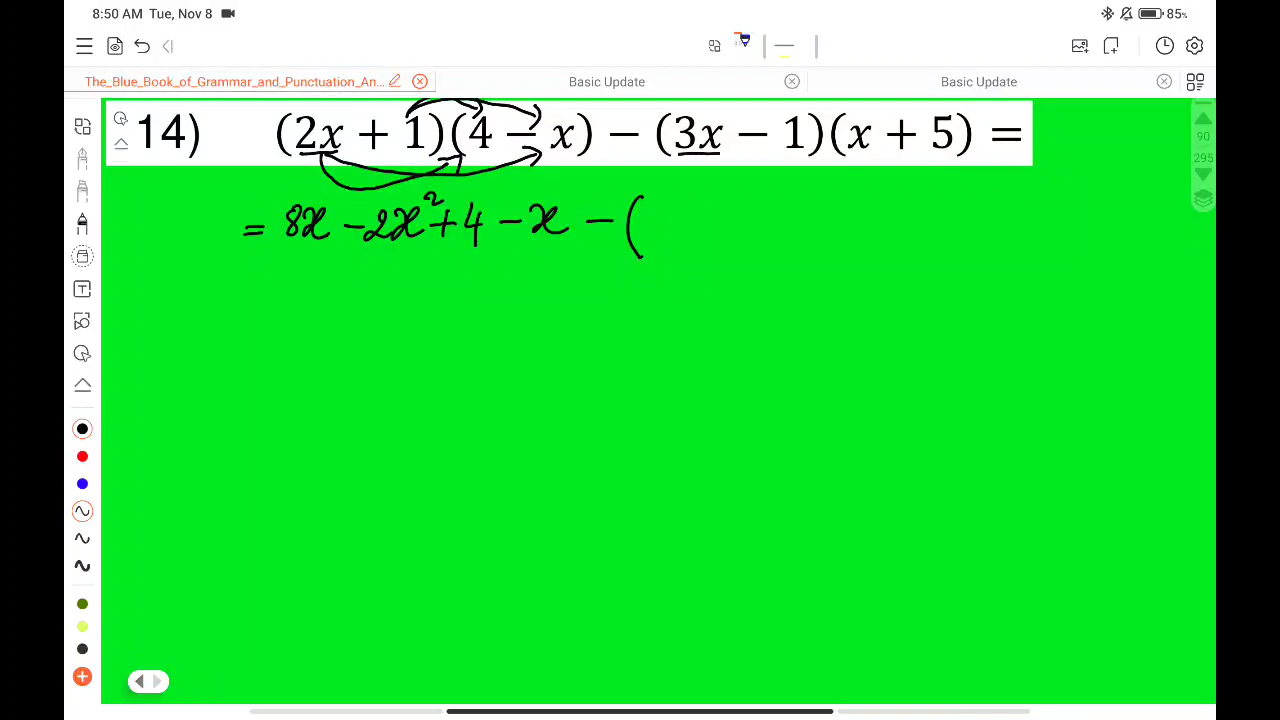 8:50 AM Tue, Nov 8 85%
The_Blue_Book_of_Grammar_and_Punctuation_An... Basic Update Basic Update
14) (2x + 1)(4 − x) − (3x − 1)(x + 5) =
= 8x − 2x² + 4 − x − (
90
295